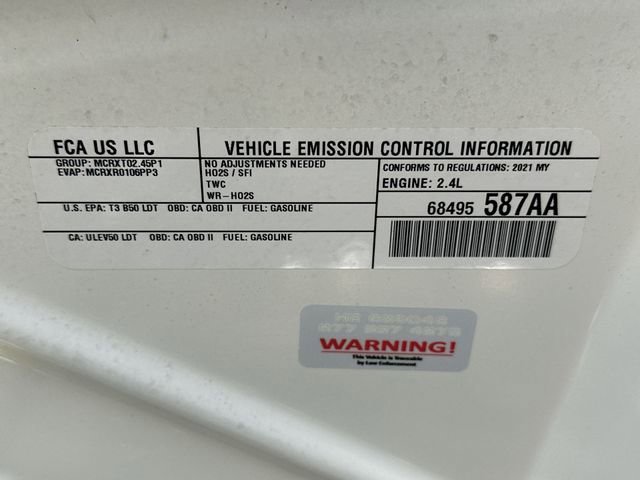 FCA US LLC
VEHICLE EMISSION CONTROL INFORMATION
GROUP: MCRXT02.45P1
EVAP: MCRXR0106PP3
NO ADJUSTMENTS NEEDED
HO2S / SFI
TWC
WR-HO2S
CONFORMS TO REGULATIONS: 2021 MY
ENGINE: 2.4L
U.S. EPA: T3 B50 LDT OBD: CA OBD II FUEL: GASOLINE
68495 587AA
CA: ULEV50 LDT OBD: CA OBD II FUEL: GASOLINE
WARNING!
This Vehicle is Traceable
by Law Enforcement